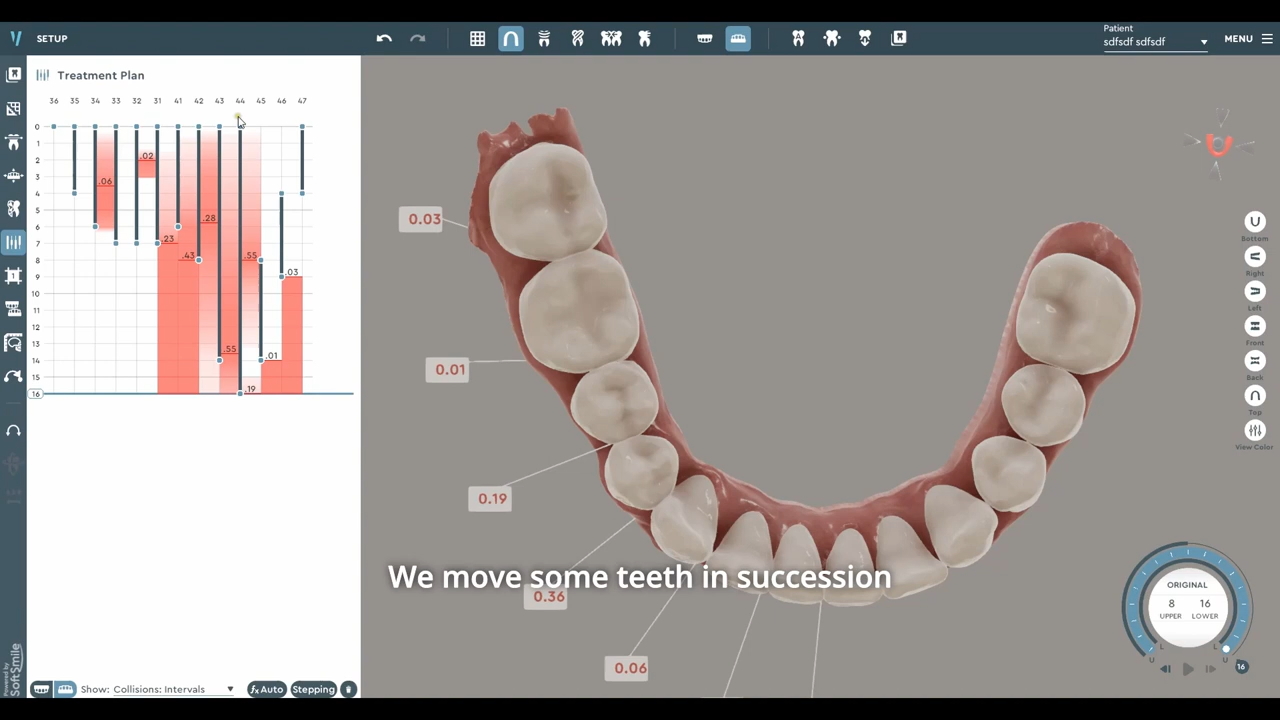 SETUP
Patient
sdfsdf sdfsdf
MENU
Treatment Plan
36 35 34 33 32 31 41 42 43 44 45 46 47
0
1
2
3
4
5
6
7
8
9
10
11
12
13
14
15
16
.02
.06
.28
.23
.43
.55
.03
.55
.01
.19
0.03
0.01
0.19
0.36
0.06
We move some teeth in succession
Bottom
Right
Left
Front
Back
Top
View Color
ORIGINAL
8 16
UPPER LOWER
L L
U U
16
Powered by
SoftSmile
Show: Collisions: Intervals
fx Auto
Stepping